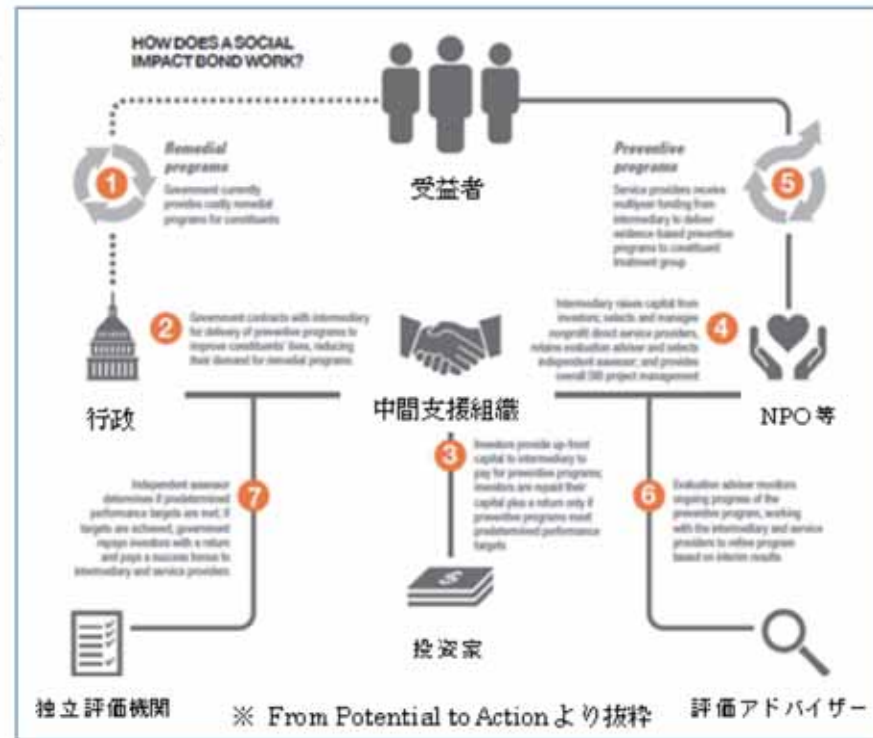 HOW DOES A SOCIAL
IMPACT BOND WORK?
受益者
1
Remedial
programs
Government currently
provides costly remedial
programs for constituents
Preventive
programs
Service providers receive
multiyear funding from
intermediary to deliver
evidence-based preventive
programs to constituent
treatment group
5
2
Government contracts with intermediary
for delivery of preventive programs to
improve constituents' lives, reducing
their demand for remedial programs
行政
中間支援組織
Intermediary raises capital from
investors; selects and manages
nonprofit direct service providers,
retains evaluation adviser and selects
independent assessor; and provides
overall SIB project management
4
NPO等
3
Investors provide up-front
capital to intermediary to
pay for preventive programs;
investors are repaid their
capital plus a return only if
preventive programs meet
predetermined performance
targets
Independent assessor
determines if predetermined
performance targets are met; if
targets are achieved, government
repays investors with a return
and pays a success bonus to
intermediary and service providers
7
6
Evaluation adviser monitors
ongoing progress of the
preventive program, working
with the intermediary and service
providers to refine program
based on interim results
$
投資家
独立評価機関
評価アドバイザー
※ From Potential to Action より抜粋